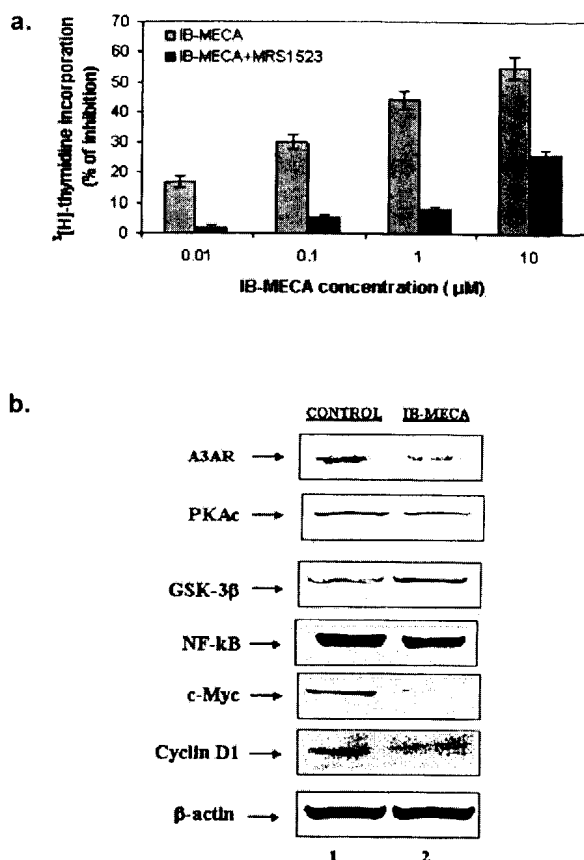 a.
³[H]-thymidine incorporation
(% of inhibition)
70
60
50
40
30
20
10
0
IB-MECA
IB-MECA+MRS1523
0.01
0.1
1
10
IB-MECA concentration ( µM)
b.
CONTROL
IB-MECA
A3AR
PKAc
GSK-3β
NF-kB
c-Myc
Cyclin D1
β-actin
1
2